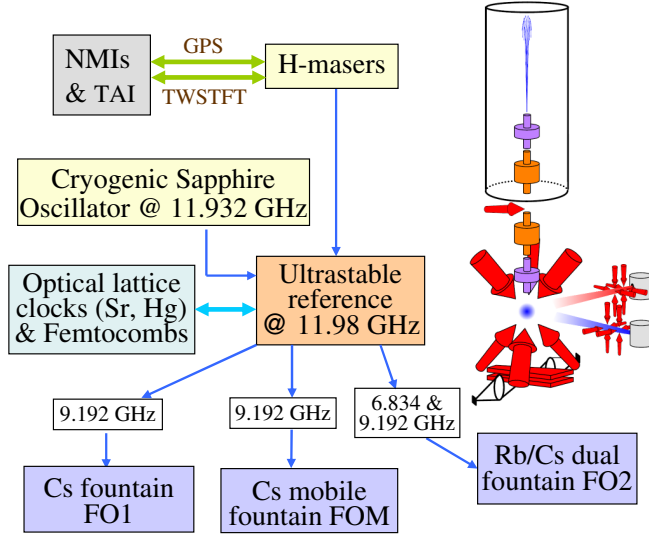 NMIs
& TAI
GPS
TWSTFT
H-masers
Cryogenic Sapphire
Oscillator @ 11.932 GHz
Optical lattice
clocks (Sr, Hg)
& Femtocombs
Ultrastable
reference
@ 11.98 GHz
9.192 GHz
9.192 GHz
6.834 &
9.192 GHz
Cs fountain
FO1
Cs mobile
fountain FOM
Rb/Cs dual
fountain FO2